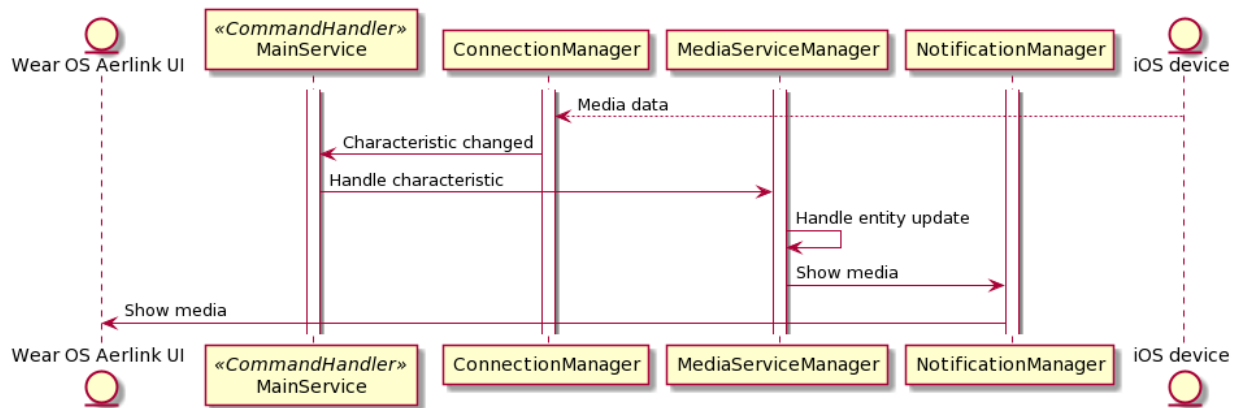 Wear OS Aerlink UI
«CommandHandler»
MainService
ConnectionManager
MediaServiceManager
NotificationManager
iOS device
Media data
Characteristic changed
Handle characteristic
Handle entity update
Show media
Show media
Wear OS Aerlink UI
«CommandHandler»
MainService
ConnectionManager
MediaServiceManager
NotificationManager
iOS device